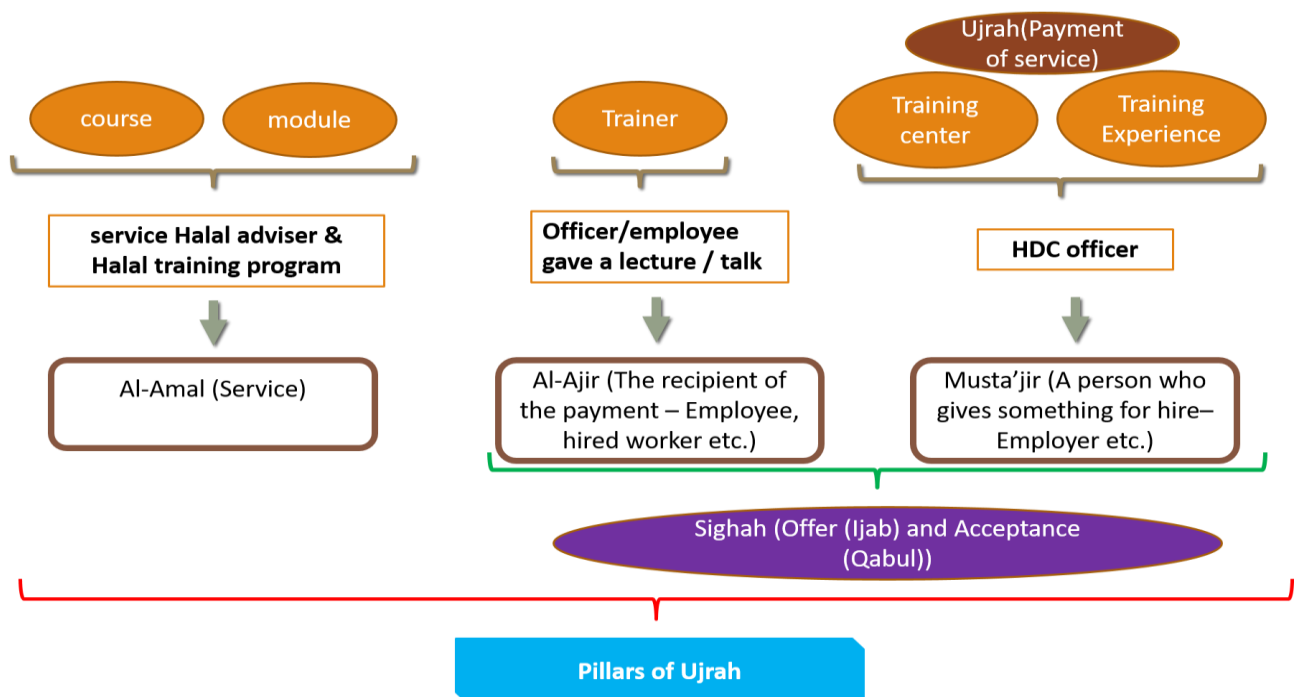 Ujrah(Payment
of service)
course
module
Trainer
Training
center
Training
Experience
service Halal adviser &
Halal training program
Officer/employee
gave a lecture / talk
HDC officer
Al-Amal (Service)
Al-Ajir (The recipient of
the payment – Employee,
hired worker etc.)
Musta’jir (A person who
gives something for hire–
Employer etc.)
Sighah (Offer (Ijab) and Acceptance
(Qabul))
Pillars of Ujrah